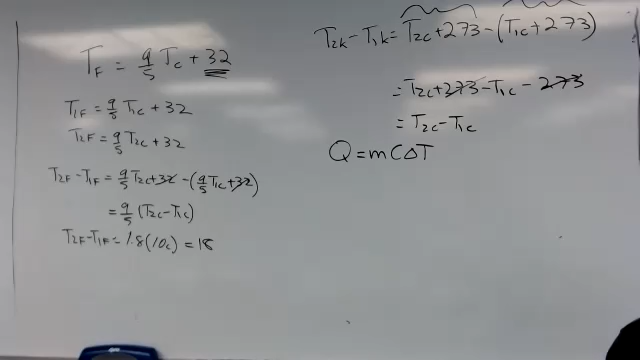 T_F = 9/5 T_C + 32
T_1F = 9/5 T_1C + 32
T_2F = 9/5 T_2C + 32
T_2F - T_1F = 9/5 T_2C + 32 - (9/5 T_1C + 32)
= 9/5 (T_2C - T_1C)
T_2F - T_1F = 1.8 (10c) = 18
T_2K - T_1K = T_2C + 273 - (T_1C + 273)
= T_2C + 273 - T_1C - 273
= T_2C - T_1C
Q = mCΔT